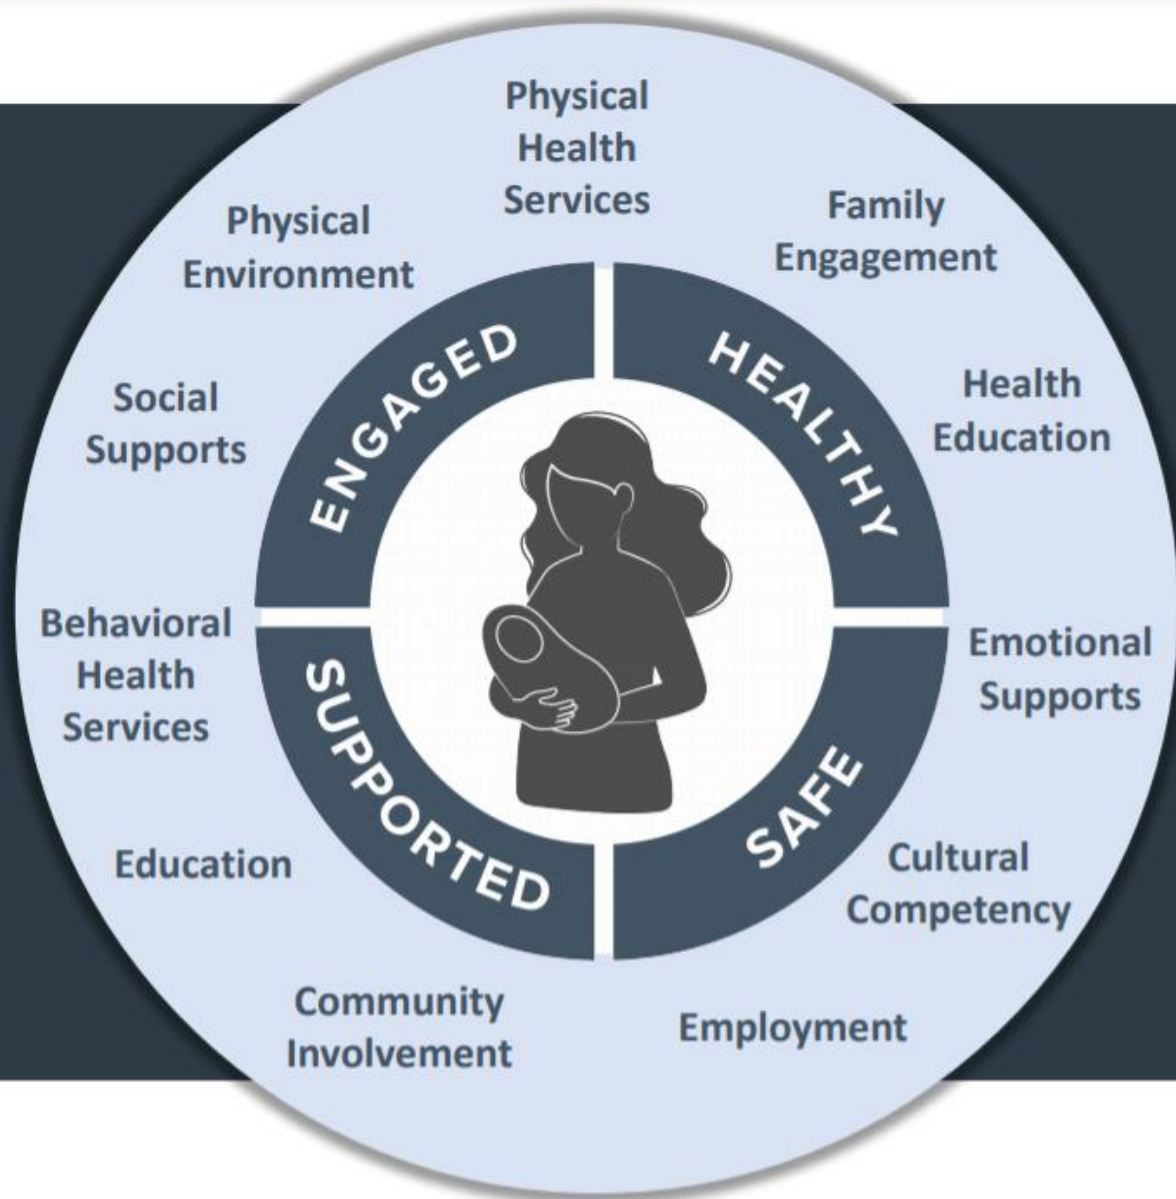 Physical
Health
Services
Family
Engagement
Health
Education
Emotional
Supports
Cultural
Competency
Employment
Community
Involvement
Education
Behavioral
Health
Services
Social
Supports
Physical
Environment
ENGAGED
HEALTHY
SAFE
SUPPORTED